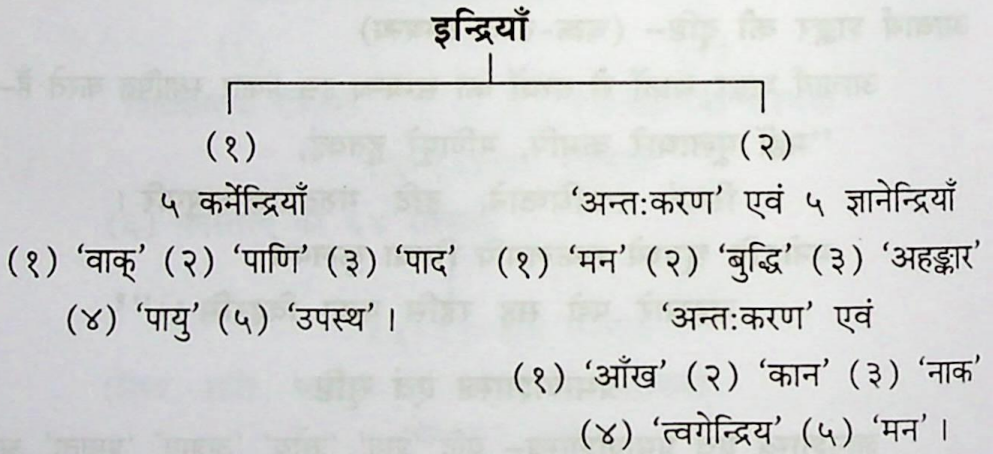 इन्द्रियाँ
(१)
(२)
५ कर्मेन्द्रियाँ
(१) ‘वाक्’ (२) ‘पाणि’ (३) ‘पाद’
(४) ‘पायु’ (५) ‘उपस्थ’ ।
‘अन्तःकरण’ एवं ५ ज्ञानेन्द्रियाँ
(१) ‘मन’ (२) ‘बुद्धि’ (३) ‘अहङ्कार’
‘अन्तःकरण’ एवं
(१) ‘आँख’ (२) ‘कान’ (३) ‘नाक’
(४) ‘त्वगेन्द्रिय’ (५) ‘मन’ ।